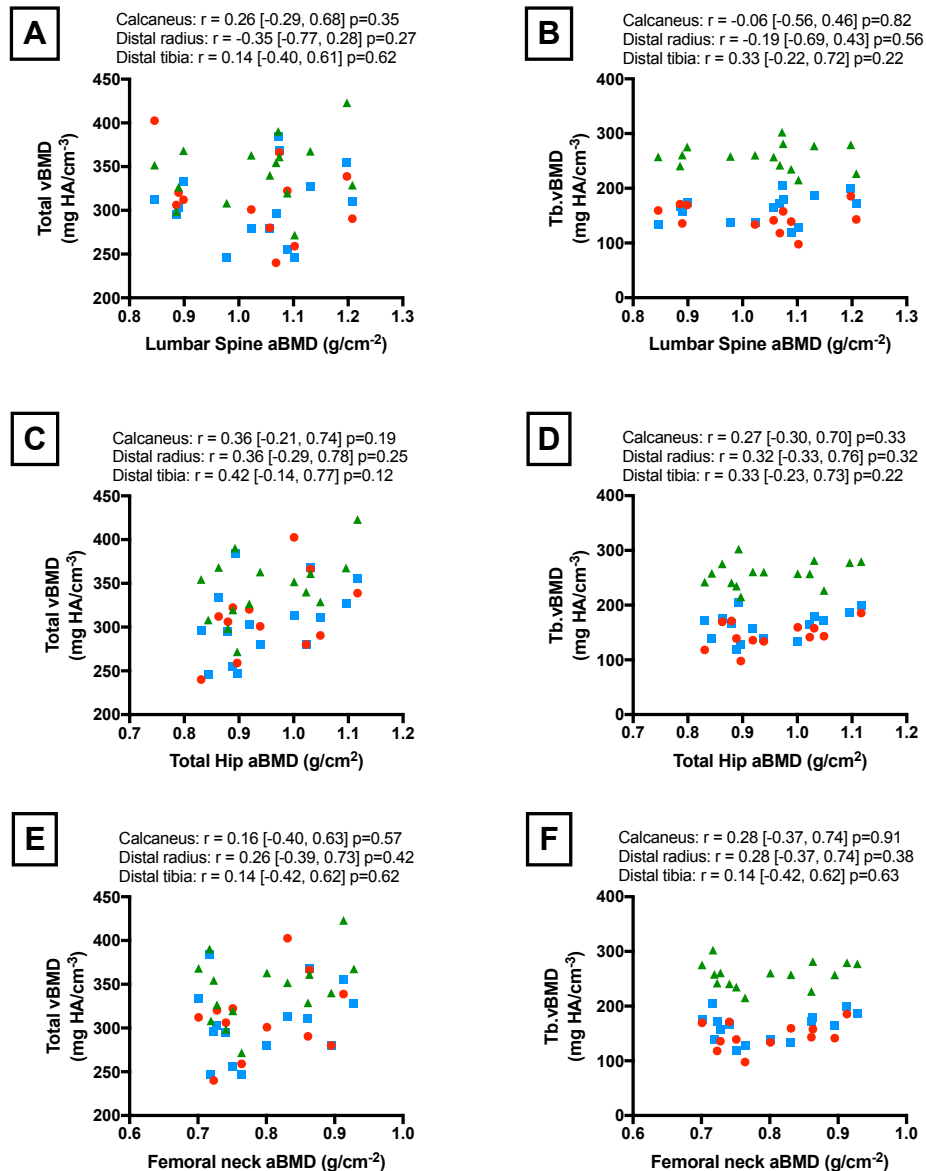 A
Calcaneus: r = 0.26 [-0.29, 0.68] p=0.35
Distal radius: r = -0.35 [-0.77, 0.28] p=0.27
Distal tibia: r = 0.14 [-0.40, 0.61] p=0.62
450
400
350
300
250
200
Total vBMD
(mg HA/cm⁻³)
0.8 0.9 1.0 1.1 1.2 1.3
Lumbar Spine aBMD (g/cm⁻²)
B
Calcaneus: r = -0.06 [-0.56, 0.46] p=0.82
Distal radius: r = -0.19 [-0.69, 0.43] p=0.56
Distal tibia: r = 0.33 [-0.22, 0.72] p=0.22
400
300
200
100
0
Tb.vBMD
(mg HA/cm⁻³)
0.8 0.9 1.0 1.1 1.2 1.3
Lumbar Spine aBMD (g/cm⁻²)
C
Calcaneus: r = 0.36 [-0.21, 0.74] p=0.19
Distal radius: r = 0.36 [-0.29, 0.78] p=0.25
Distal tibia: r = 0.42 [-0.14, 0.77] p=0.12
450
400
350
300
250
200
Total vBMD
(mg HA/cm⁻³)
0.7 0.8 0.9 1.0 1.1 1.2
Total Hip aBMD (g/cm²)
D
Calcaneus: r = 0.27 [-0.30, 0.70] p=0.33
Distal radius: r = 0.32 [-0.33, 0.76] p=0.32
Distal tibia: r = 0.33 [-0.23, 0.73] p=0.22
400
300
200
100
0
Tb.vBMD
(mg HA/cm⁻³)
0.7 0.8 0.9 1.0 1.1 1.2
Total Hip aBMD (g/cm²)
E
Calcaneus: r = 0.16 [-0.40, 0.63] p=0.57
Distal radius: r = 0.26 [-0.39, 0.73] p=0.42
Distal tibia: r = 0.14 [-0.42, 0.62] p=0.62
450
400
350
300
250
200
Total vBMD
(mg HA/cm⁻³)
0.6 0.7 0.8 0.9 1.0
Femoral neck aBMD (g/cm⁻²)
F
Calcaneus: r = 0.28 [-0.37, 0.74] p=0.91
Distal radius: r = 0.28 [-0.37, 0.74] p=0.38
Distal tibia: r = 0.14 [-0.42, 0.62] p=0.63
400
300
200
100
0
Tb.vBMD
(mg HA/cm⁻³)
0.6 0.7 0.8 0.9 1.0
Femoral neck aBMD (g/cm⁻²)